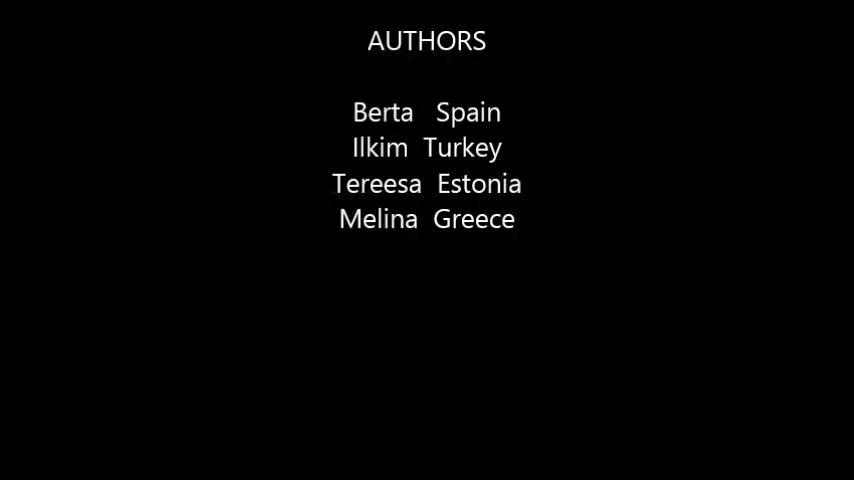 AUTHORS
Berta Spain
Ilkim Turkey
Tereesa Estonia
Melina Greece